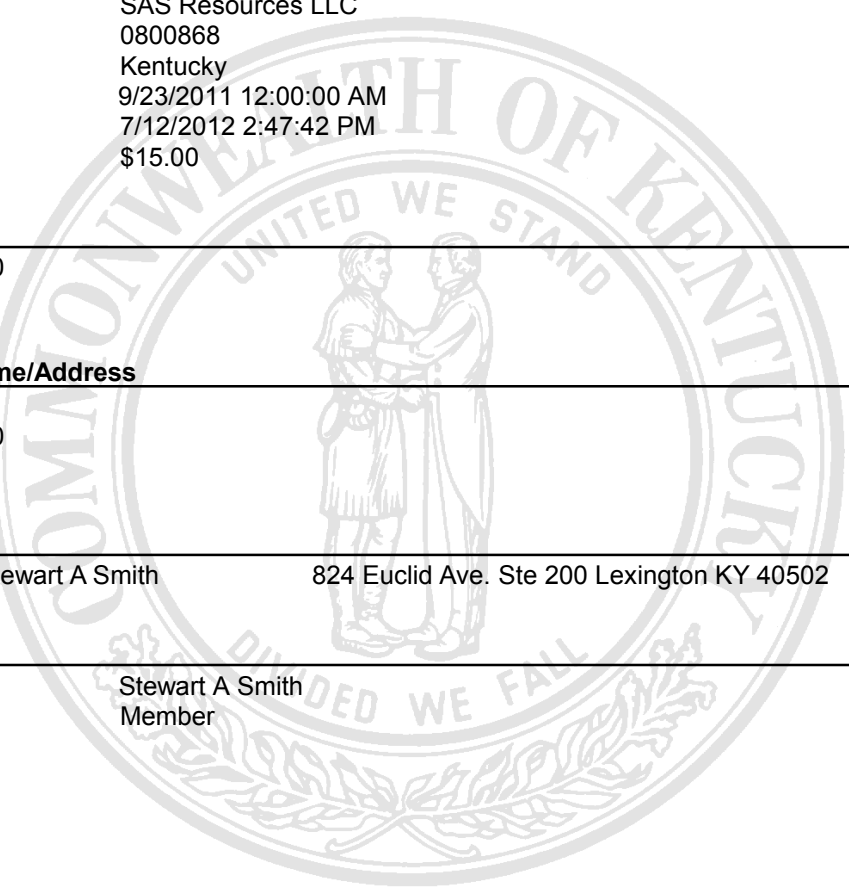 SAS Resources LLC
0800868
Kentucky
9/23/2011 12:00:00 AM
7/12/2012 2:47:42 PM
$15.00
COMMONWEALTH OF KENTUCKY
UNITED WE STAND
me/Address
ewart A Smith 824 Euclid Ave. Ste 200 Lexington KY 40502
Stewart A Smith
Member
DIVIDED WE FALL